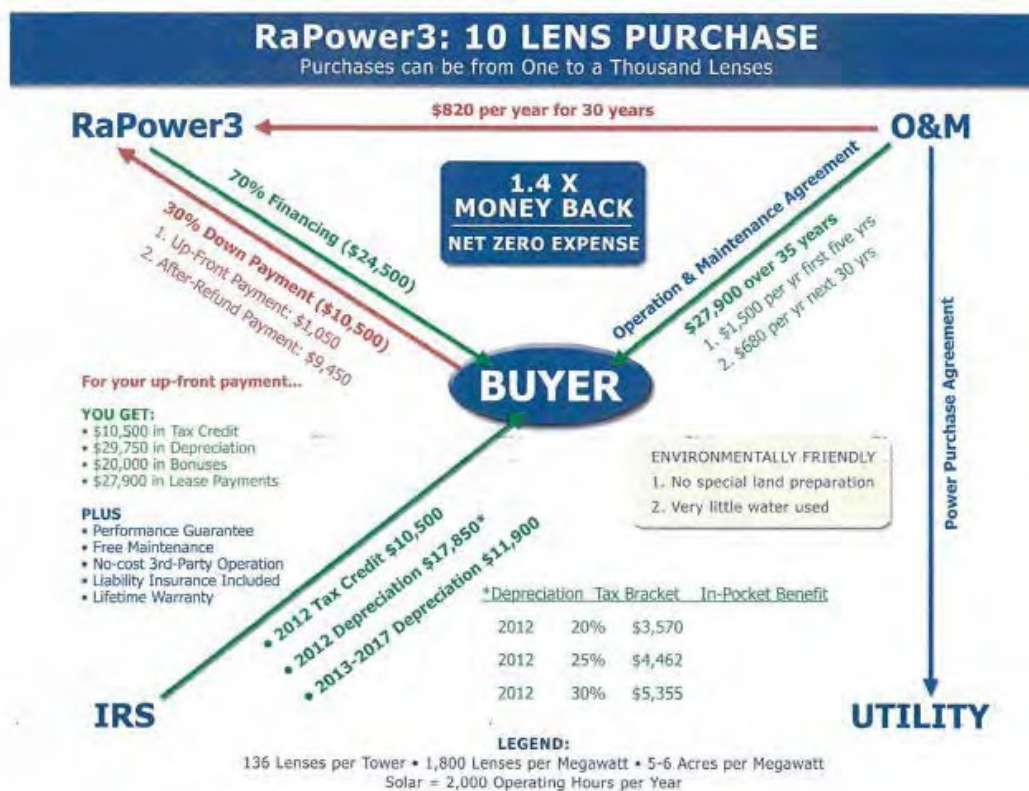 RaPower3: 10 LENS PURCHASE
Purchases can be from One to a Thousand Lenses
$820 per year for 30 years
RaPower3
O&M
1.4 X
MONEY BACK
NET ZERO EXPENSE
70% Financing ($24,500)
30% Down Payment ($10,500)
1. Up-Front Payment: $1,050
2. After-Refund Payment: $9,450
Operation & Maintenance Agreement
$27,900 over 35 years
1. $1,500 per yr first five yrs
2. $680 per yr next 30 yrs
Power Purchase Agreement
BUYER
For your up-front payment...
YOU GET:
• $10,500 in Tax Credit
• $29,750 in Depreciation
• $20,000 in Bonuses
• $27,900 in Lease Payments
PLUS
• Performance Guarantee
• Free Maintenance
• No-cost 3rd-Party Operation
• Liability Insurance Included
• Lifetime Warranty
ENVIRONMENTALLY FRIENDLY
1. No special land preparation
2. Very little water used
• 2012 Tax Credit $10,500
• 2012 Depreciation $17,850*
• 2013-2017 Depreciation $11,900
*Depreciation Tax Bracket In-Pocket Benefit
2012 20% $3,570
2012 25% $4,462
2012 30% $5,355
IRS
UTILITY
LEGEND:
136 Lenses per Tower • 1,800 Lenses per Megawatt • 5-6 Acres per Megawatt
Solar = 2,000 Operating Hours per Year